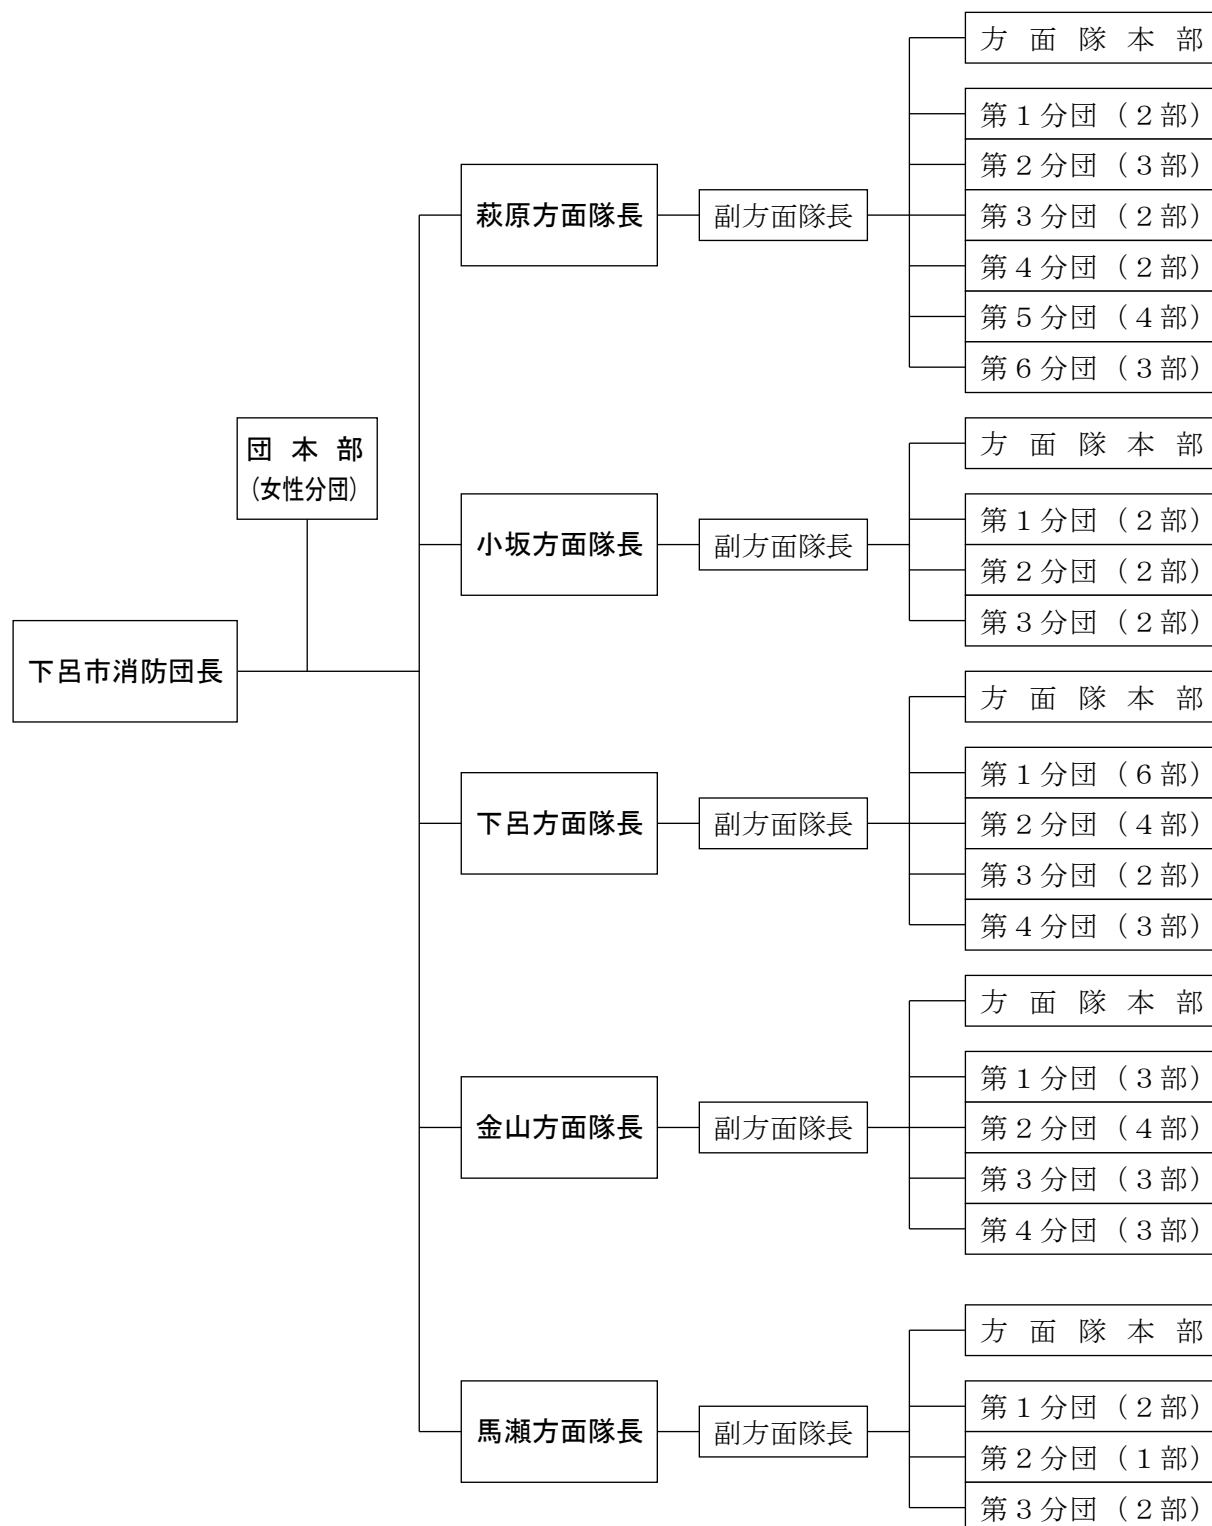 下呂市消防団長
団本部
(女性分団)
萩原方面隊長
副方面隊長
方面隊本部
第１分団（２部）
第２分団（３部）
第３分団（２部）
第４分団（２部）
第５分団（４部）
第６分団（３部）
小坂方面隊長
副方面隊長
方面隊本部
第１分団（２部）
第２分団（２部）
第３分団（２部）
下呂方面隊長
副方面隊長
方面隊本部
第１分団（６部）
第２分団（４部）
第３分団（２部）
第４分団（３部）
金山方面隊長
副方面隊長
方面隊本部
第１分団（３部）
第２分団（４部）
第３分団（３部）
第４分団（３部）
馬瀬方面隊長
副方面隊長
方面隊本部
第１分団（２部）
第２分団（１部）
第３分団（２部）